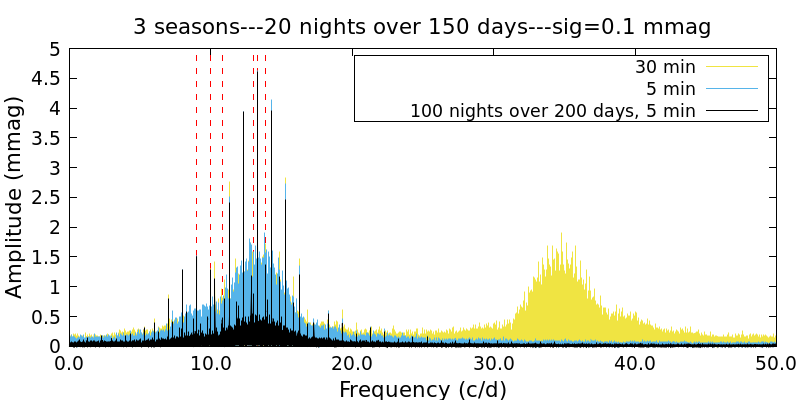 3 seasons---20 nights over 150 days---sig=0.1 mmag
5
4.5
4
3.5
3
2.5
2
1.5
1
0.5
0
Amplitude (mmag)
30 min
5 min
100 nights over 200 days, 5 min
0.0 10.0 20.0 30.0 40.0 50.0
Frequency (c/d)